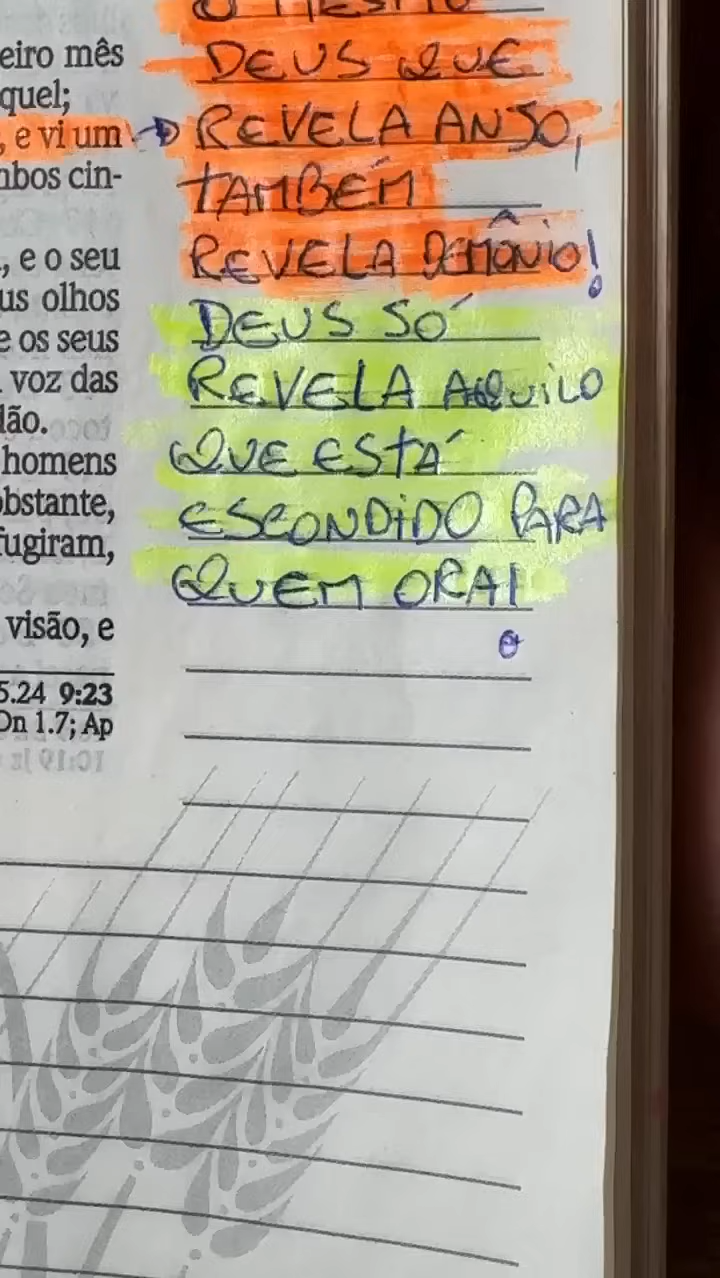 eiro mês
quel;
, e vi um
nbos cin-
, e o seu
us olhos
e os seus
voz das
lão.
homens
obstante,
fugiram,
visão, e
5.24 9:23
Dn 1.7; Ap
O MESMO
DEUS QUE
REVELA ANJO,
TAMBÉM
REVELA DEMÔNIO!
DEUS SÓ
REVELA AQUILO
QUE ESTÁ
ESCONDIDO PARA
QUEM ORA!